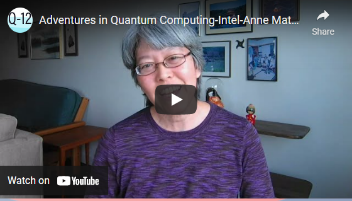 Q-12
Adventures in Quantum Computing-Intel-Anne Mat...
Share
Watch on YouTube